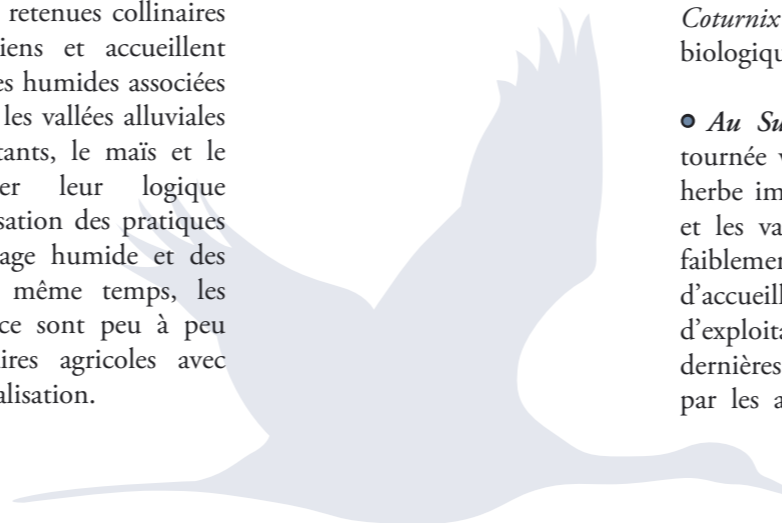 retenues collinaires
iens et accueillent
es humides associées
les vallées alluviales
tants, le maïs et le
er leur logique
sation des pratiques
age humide et des
même temps, les
ce sont peu à peu
ires agricoles avec
alisation.
Coturnix
biologiqu
Au Su
tournée v
herbe im
et les va
faiblemen
d'accueill
d'exploita
dernières
par les a